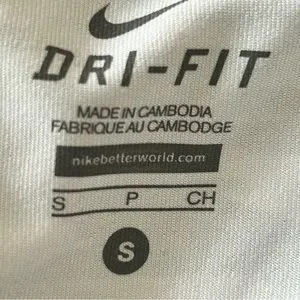 DRI-FIT
MADE IN CAMBODIA
FABRIQUE AU CAMBODGE
nikebetterworld.com
S P CH
S